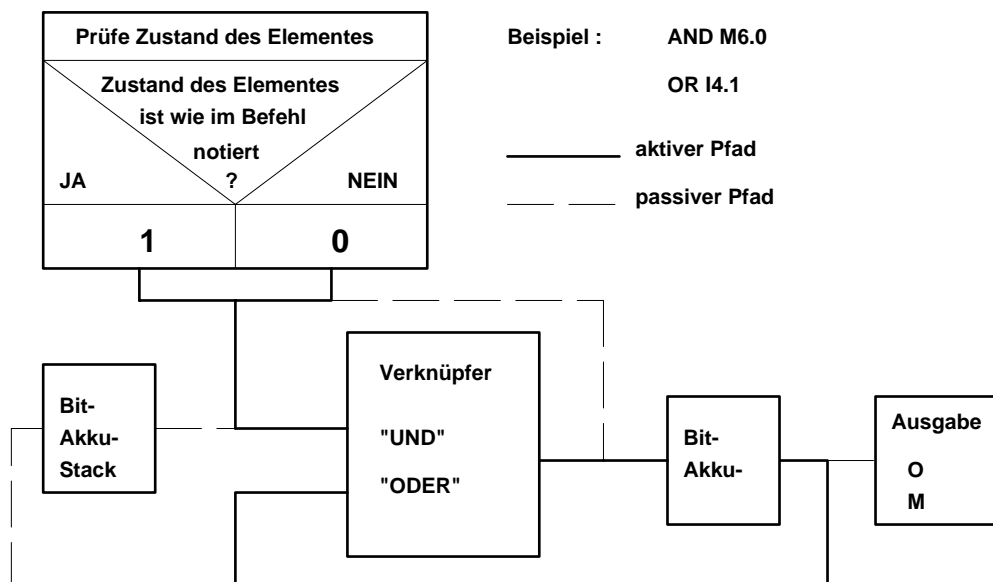 Prüfe Zustand des Elementes
Zustand des Elementes
ist wie im Befehl
notiert
?
JA
NEIN
1
0
Beispiel :
AND M6.0
OR I4.1
aktiver Pfad
passiver Pfad
Bit-
Akku-
Stack
Verknüpfer
"UND"
"ODER"
Bit-
Akku-
Ausgabe
O
M